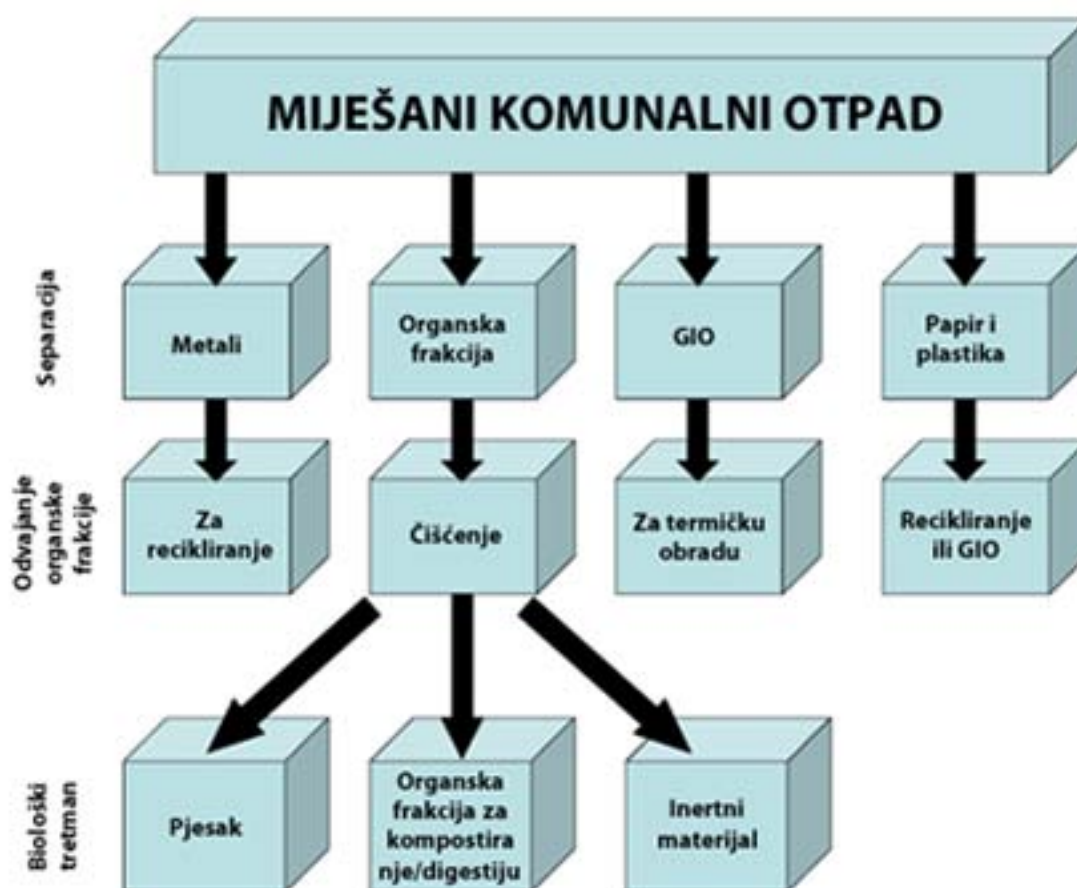 MIJEŠANI KOMUNALNI OTPAD
Separacija
Metali
Organska
frakcija
GIO
Papir i
plastika
Odvajanje
organske
frakcije
Za
recikliranje
Čišćenje
Za termičku
obradu
Recikliranje
ili GIO
Biološki
tretman
Pjesak
Organska
frakcija za
kompostira
nje/digestiju
Inertni
materijal